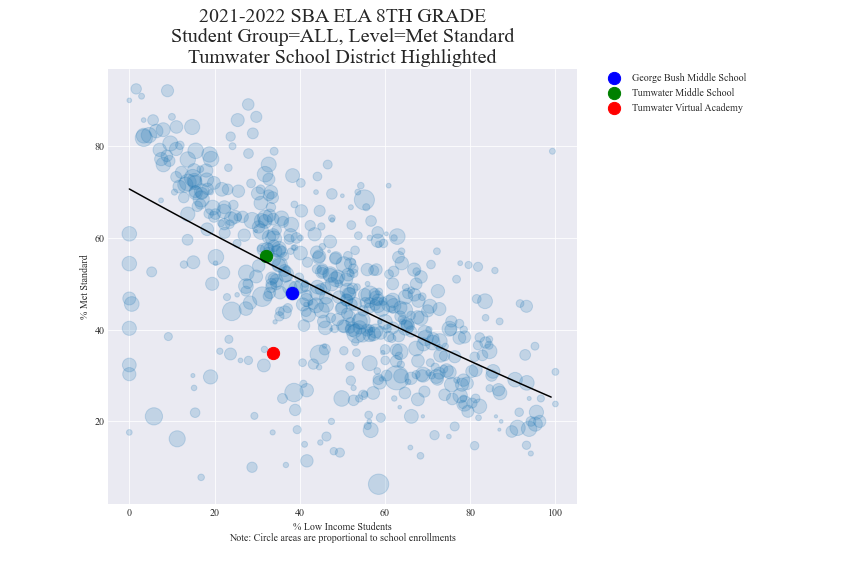 2021-2022 SBA ELA 8TH GRADE
Student Group=ALL, Level=Met Standard
Tumwater School District Highlighted
George Bush Middle School
Tumwater Middle School
Tumwater Virtual Academy
% Met Standard
80
60
40
20
0 20 40 60 80 100
% Low Income Students
Note: Circle areas are proportional to school enrollments